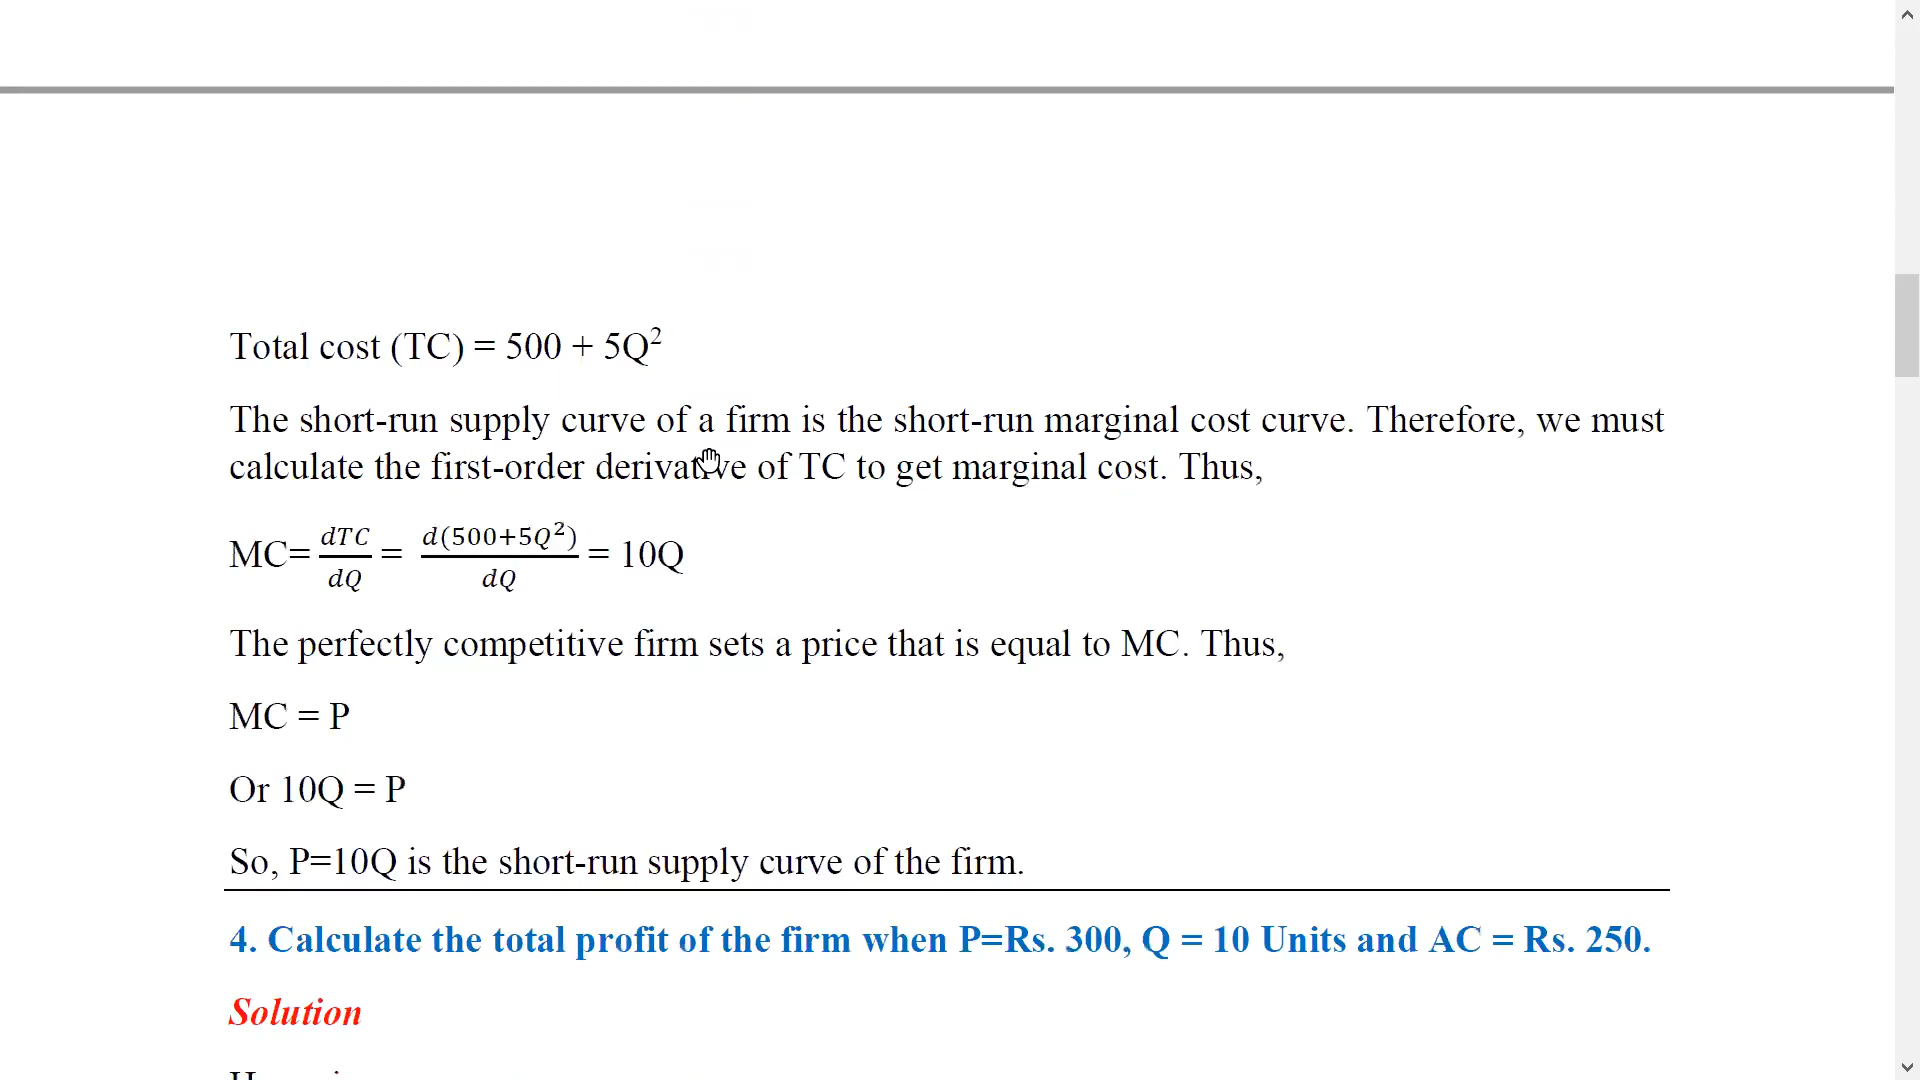 Total cost (TC) = 500 + 5Q²
The short-run supply curve of a firm is the short-run marginal cost curve. Therefore, we must
calculate the first-order derivative of TC to get marginal cost. Thus,
MC= dTC/dQ = d(500+5Q²)/dQ = 10Q
The perfectly competitive firm sets a price that is equal to MC. Thus,
MC = P
Or 10Q = P
So, P=10Q is the short-run supply curve of the firm.
4. Calculate the total profit of the firm when P=Rs. 300, Q = 10 Units and AC = Rs. 250.
Solution